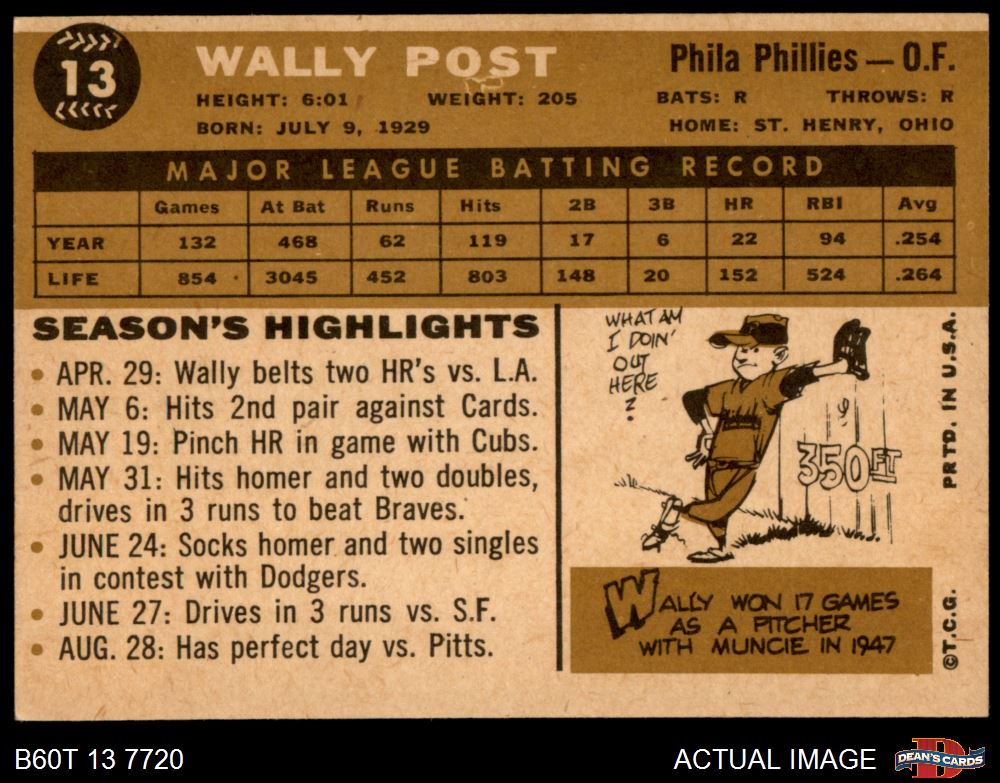 13
WALLY POST
Phila Phillies — O.F.
HEIGHT: 6:01 WEIGHT: 205 BATS: R THROWS: R
BORN: JULY 9, 1929 HOME: ST. HENRY, OHIO
MAJOR LEAGUE BATTING RECORD
Games At Bat Runs Hits 2B 3B HR RBI Avg
YEAR 132 468 62 119 17 6 22 94 .254
LIFE 854 3045 452 803 148 20 152 524 .264
SEASON'S HIGHLIGHTS
• APR. 29: Wally belts two HR's vs. L.A.
• MAY 6: Hits 2nd pair against Cards.
• MAY 19: Pinch HR in game with Cubs.
• MAY 31: Hits homer and two doubles,
drives in 3 runs to beat Braves.
• JUNE 24: Socks homer and two singles
in contest with Dodgers.
• JUNE 27: Drives in 3 runs vs. S.F.
• AUG. 28: Has perfect day vs. Pitts.
WHAT AM
I DOIN'
OUT
HERE
?
350 FT
WALLY WON 17 GAMES
AS A PITCHER
WITH MUNCIE IN 1947
PRTD. IN U.S.A.
©T.C.G.
B60T 13 7720
ACTUAL IMAGE
D
DEAN'S CARDS